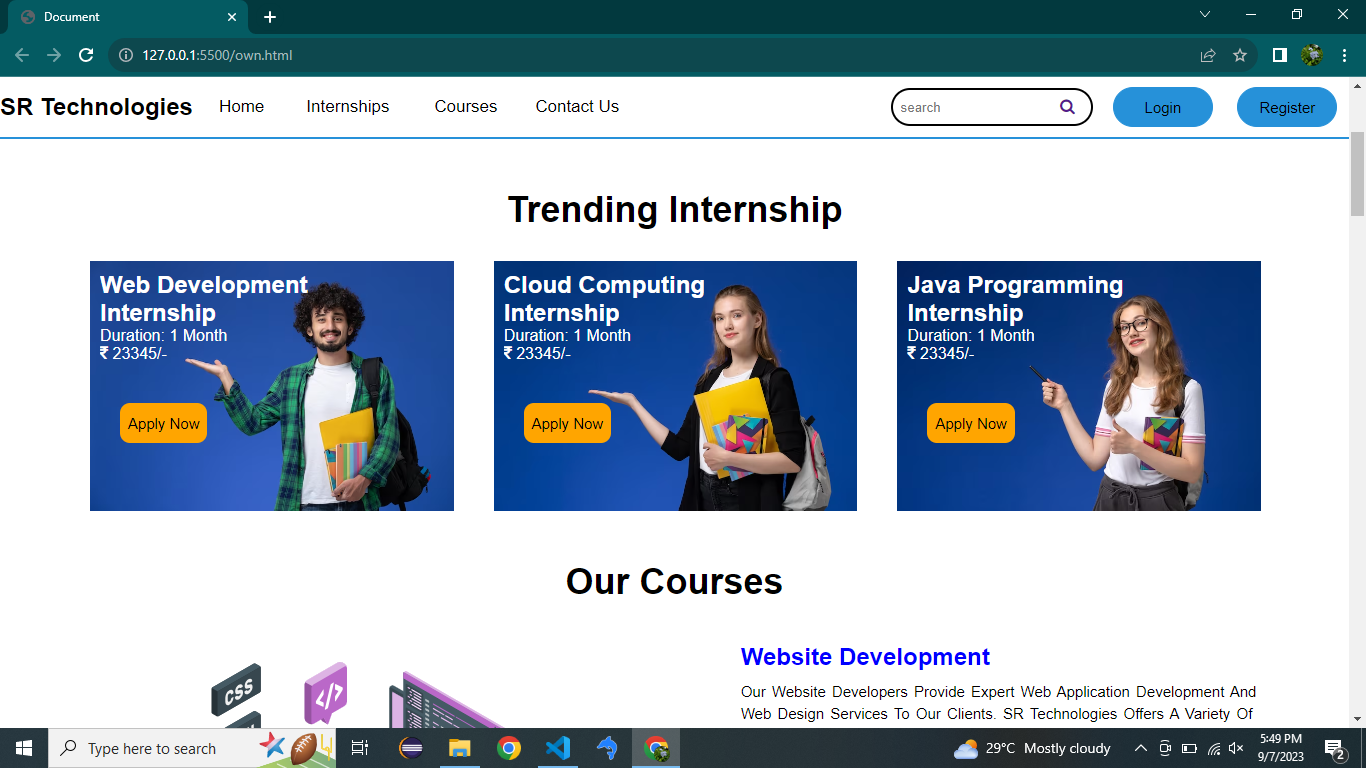 Document
127.0.0.1:5500/own.html
SR Technologies Home Internships Courses Contact Us search Login Register
Trending Internship
Web Development
Internship
Duration: 1 Month
₹ 23345/-
Apply Now
Cloud Computing
Internship
Duration: 1 Month
₹ 23345/-
Apply Now
Java Programming
Internship
Duration: 1 Month
₹ 23345/-
Apply Now
Our Courses
CSS
</>
Website Development
Our Website Developers Provide Expert Web Application Development And
Web Design Services To Our Clients. SR Technologies Offers A Variety Of
Type here to search
29°C Mostly cloudy
5:49 PM
9/7/2023
2